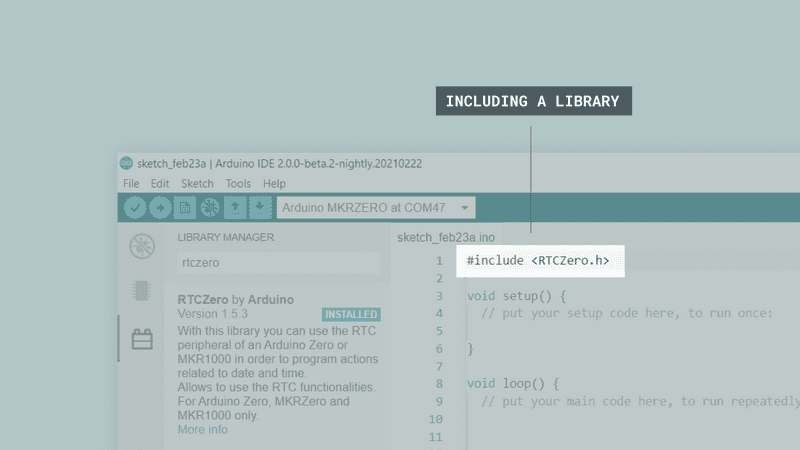 INCLUDING A LIBRARY
sketch_feb23a | Arduino IDE 2.0.0-beta.2-nightly.20210222
File Edit Sketch Tools Help
Arduino MKRZERO at COM47
LIBRARY MANAGER
rtczero
RTCZero by Arduino
Version 1.5.3 INSTALLED
With this library you can use the RTC
peripheral of an Arduino Zero or
MKR1000 in order to program actions
related to date and time.
Allows to use the RTC functionalities.
For Arduino Zero, MKRZero and
MKR1000 only.
More info
sketch_feb23a.ino
1 #include <RTCZero.h>
2
3 void setup() {
4 // put your setup code here, to run once:
5
6 }
7
8 void loop() {
9 // put your main code here, to run repeatedly
10
11